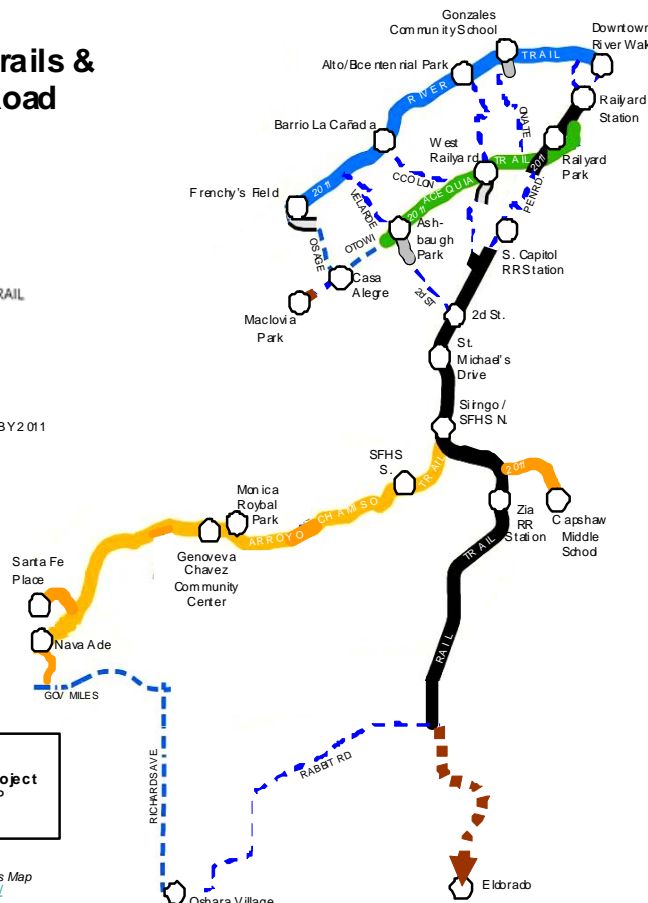 rails &
oad
Gonzales
Community School
Downtown
River Walk
Alto/Bicentennial Park
RIVER
TRAIL
Railyard
Station
Barrio La Cañada
ONATE
West
Railyard
TRAIL
2011
Railyard
Park
PENRD.
CCOLON
ACEQUIA
2011
2011
Frenchy's Field
VELARDE
OSAGE
OTOWI
Ash-
baugh
Park
S. Capitol
RR Station
Casa
Alegre
2d ST
RAIL
Maclovia
Park
2d St.
St.
Michael's
Drive
Siringo /
SFHS N.
BY 2011
SFHS
S.
TRAIL
2011
Monica
Roybal
Park
ARROYO CHAMISO
Zia
RR
Station
Capshaw
Middle
School
Genoveva
Chavez
Community
Center
TRAIL
Santa Fe
Place
Nava Ade
RAIL
GOV MILES
RICHARDS AVE
RABBIT RD.
oject
P
s Map
/
Oshara Village
Eldorado